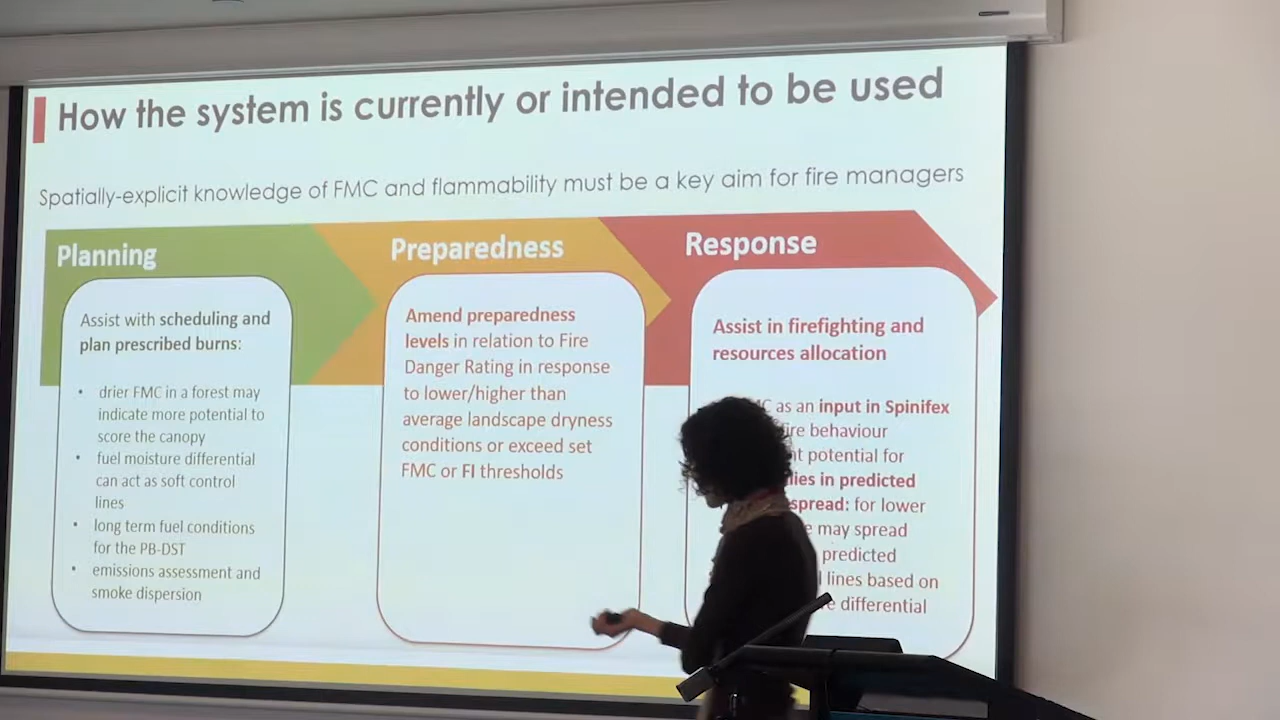 How the system is currently or intended to be used
Spatially-explicit knowledge of FMC and flammability must be a key aim for fire managers
Planning
Assist with scheduling and
plan prescribed burns:
• drier FMC in a forest may
indicate more potential to
score the canopy
• fuel moisture differential
can act as soft control
lines
• long term fuel conditions
for the PB-DST
• emissions assessment and
smoke dispersion
Preparedness
Amend preparedness
levels in relation to Fire
Danger Rating in response
to lower/higher than
average landscape dryness
conditions or exceed set
FMC or FI thresholds
Response
Assist in firefighting and
resources allocation
as an input in Spinifex
behaviour
potential for
in predicted
spread: for lower
may spread
predicted
lines based on
differential